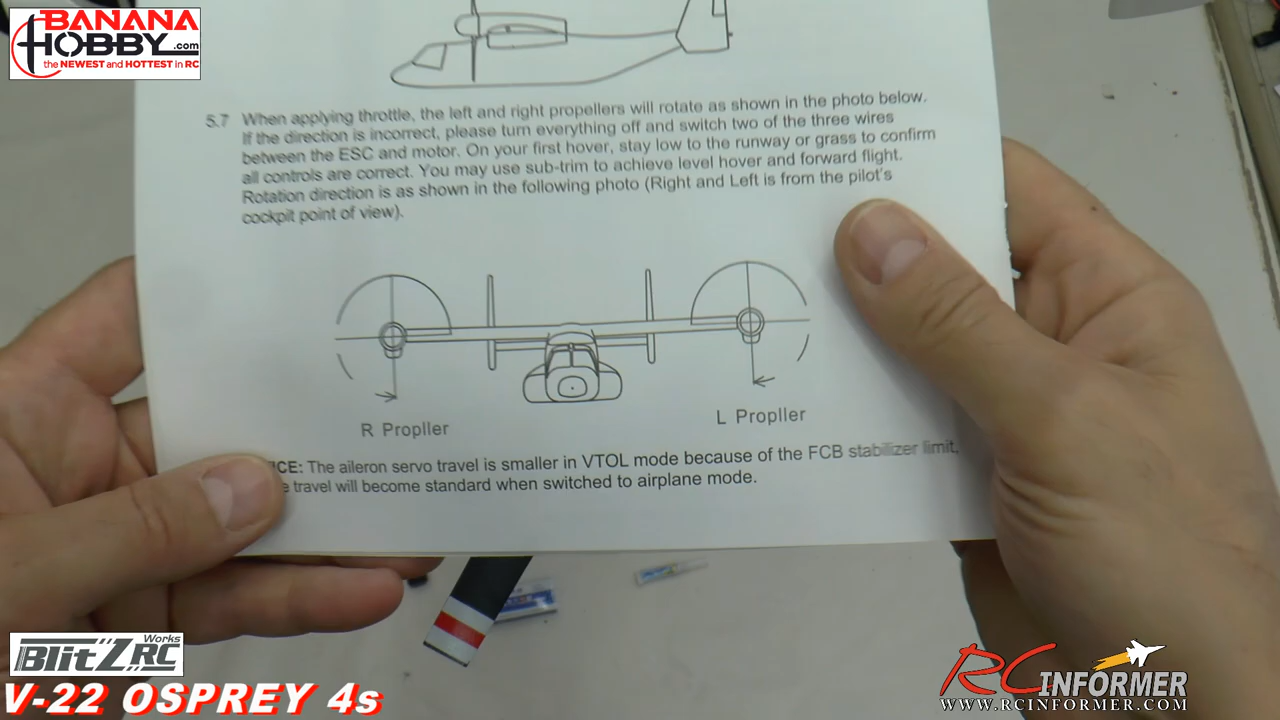 BANANA
HOBBY.com
the NEWEST and HOTTEST in RC
5.7 When applying throttle, the left and right propellers will rotate as shown in the photo below.
If the direction is incorrect, please turn everything off and switch two of the three wires
between the ESC and motor. On your first hover, stay low to the runway or grass to confirm
all controls are correct. You may use sub-trim to achieve level hover and forward flight.
Rotation direction is as shown in the following photo (Right and Left is from the pilot's
cockpit point of view).
R Propller
L Propller
CE: The aileron servo travel is smaller in VTOL mode because of the FCB stabilizer limit,
travel will become standard when switched to airplane mode.
BlitZRC Works
V-22 OSPREY 4s
RCINFORMER
WWW.RCINFORMER.COM